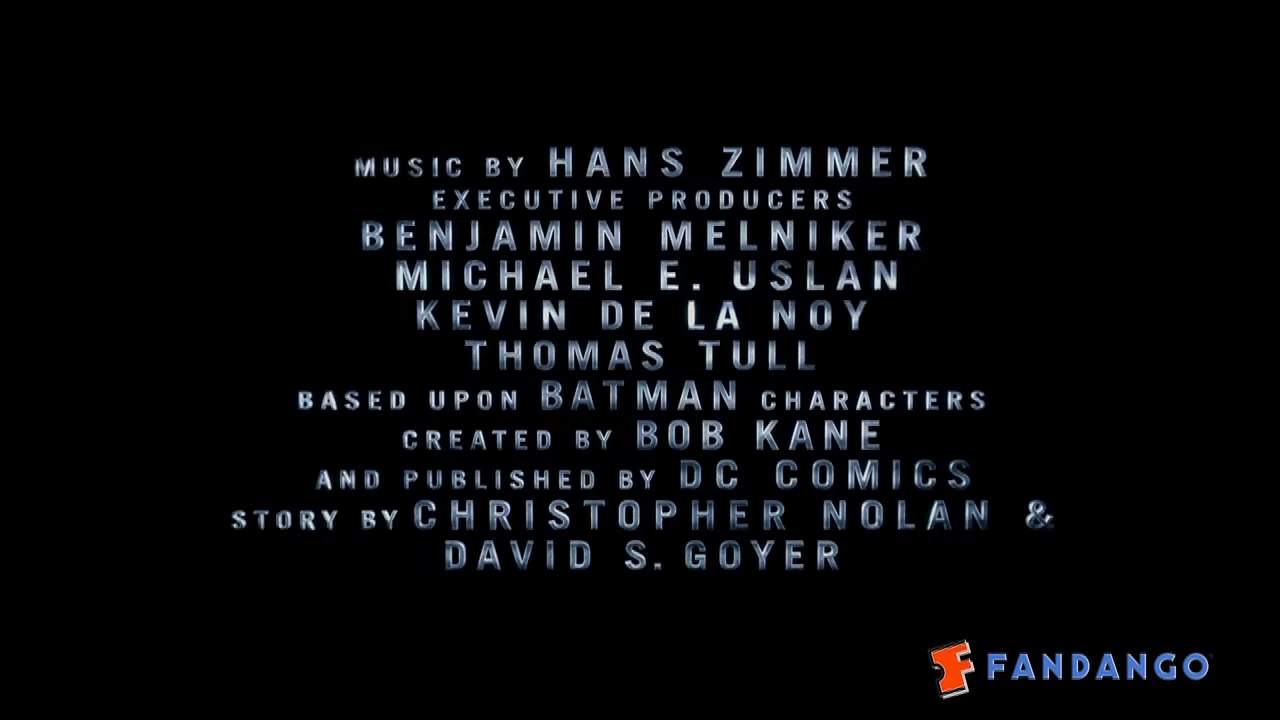 MUSIC BY HANS ZIMMER
EXECUTIVE PRODUCERS
BENJAMIN MELNIKER
MICHAEL E. USLAN
KEVIN DE LA NOY
THOMAS TULL
BASED UPON BATMAN CHARACTERS
CREATED BY BOB KANE
AND PUBLISHED BY DC COMICS
STORY BY CHRISTOPHER NOLAN &
DAVID S. GOYER
FANDANGO